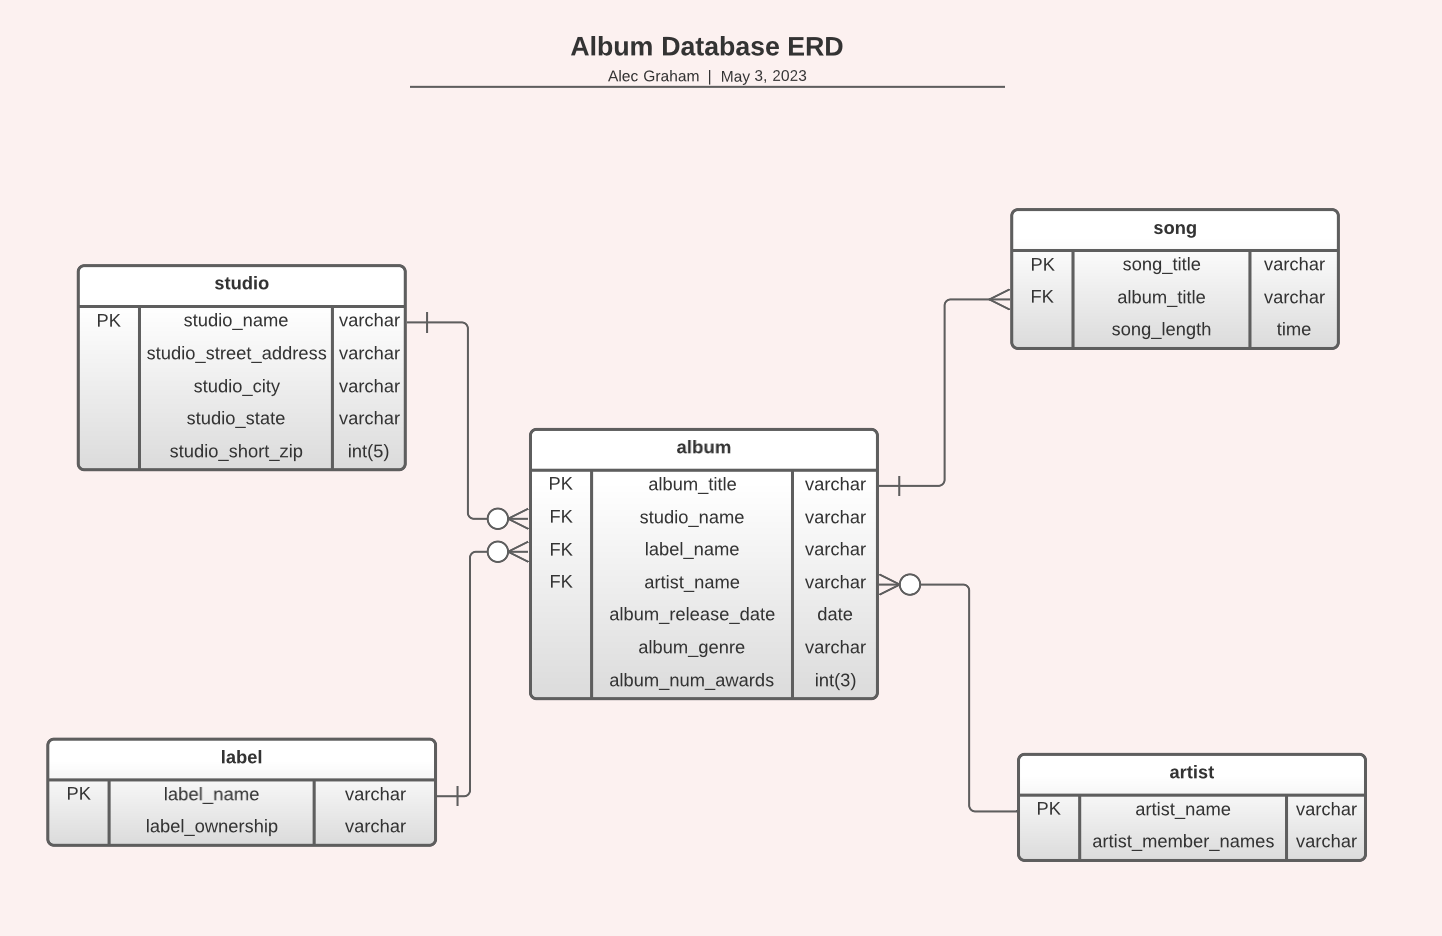 Album Database ERD
Alec Graham | May 3, 2023
studio
PK studio_name varchar
studio_street_address varchar
studio_city varchar
studio_state varchar
studio_short_zip int(5)
song
PK song_title varchar
FK album_title varchar
song_length time
album
PK album_title varchar
FK studio_name varchar
FK label_name varchar
FK artist_name varchar
album_release_date date
album_genre varchar
album_num_awards int(3)
label
PK label_name varchar
label_ownership varchar
artist
PK artist_name varchar
artist_member_names varchar